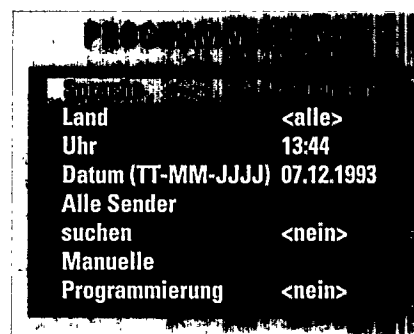 Land <alle>
Uhr 13:44
Datum (TT-MM-JJJJ) 07.12.1993
Alle Sender
suchen <nein>
Manuelle
Programmierung <nein>